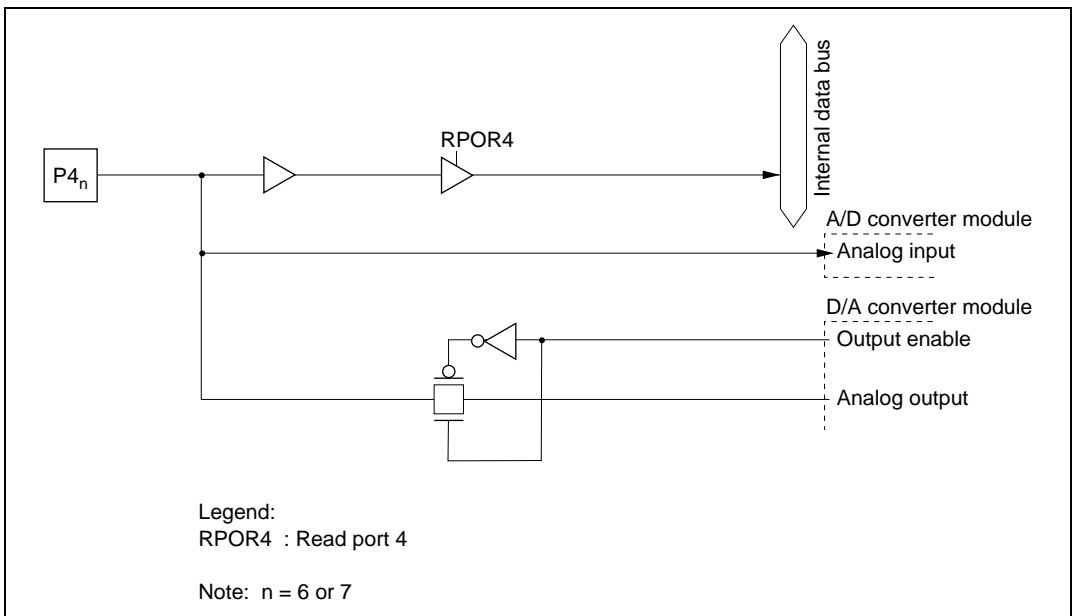 Internal data bus
RPOR4
P4n
A/D converter module
Analog input
D/A converter module
Output enable
Analog output
Legend:
RPOR4 : Read port 4
Note: n = 6 or 7